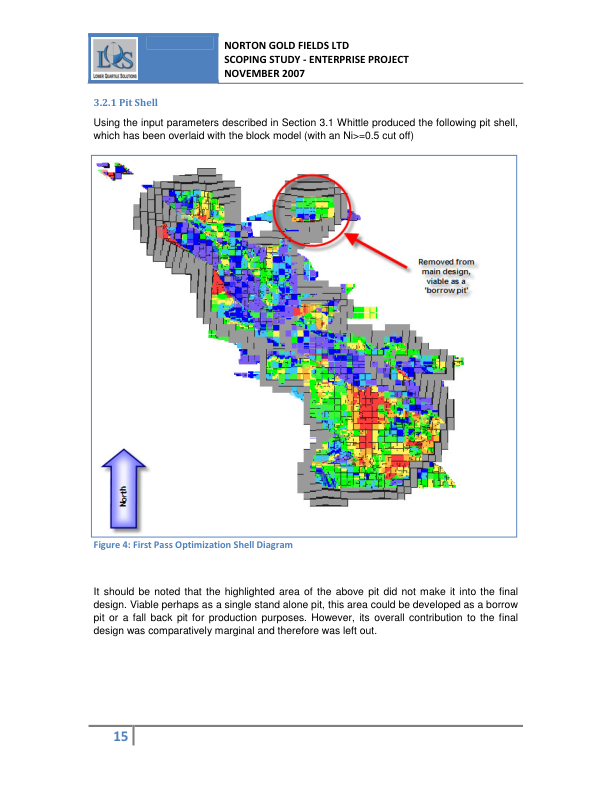 LQS
LOWER QUARTILE SOLUTIONS
NORTON GOLD FIELDS LTD
SCOPING STUDY - ENTERPRISE PROJECT
NOVEMBER 2007
3.2.1 Pit Shell
Using the input parameters described in Section 3.1 Whittle produced the following pit shell,
which has been overlaid with the block model (with an Ni>=0.5 cut off)
Removed from
main design,
viable as a
'borrow pit'
North
Figure 4: First Pass Optimization Shell Diagram
It should be noted that the highlighted area of the above pit did not make it into the final
design. Viable perhaps as a single stand alone pit, this area could be developed as a borrow
pit or a fall back pit for production purposes. However, its overall contribution to the final
design was comparatively marginal and therefore was left out.
15